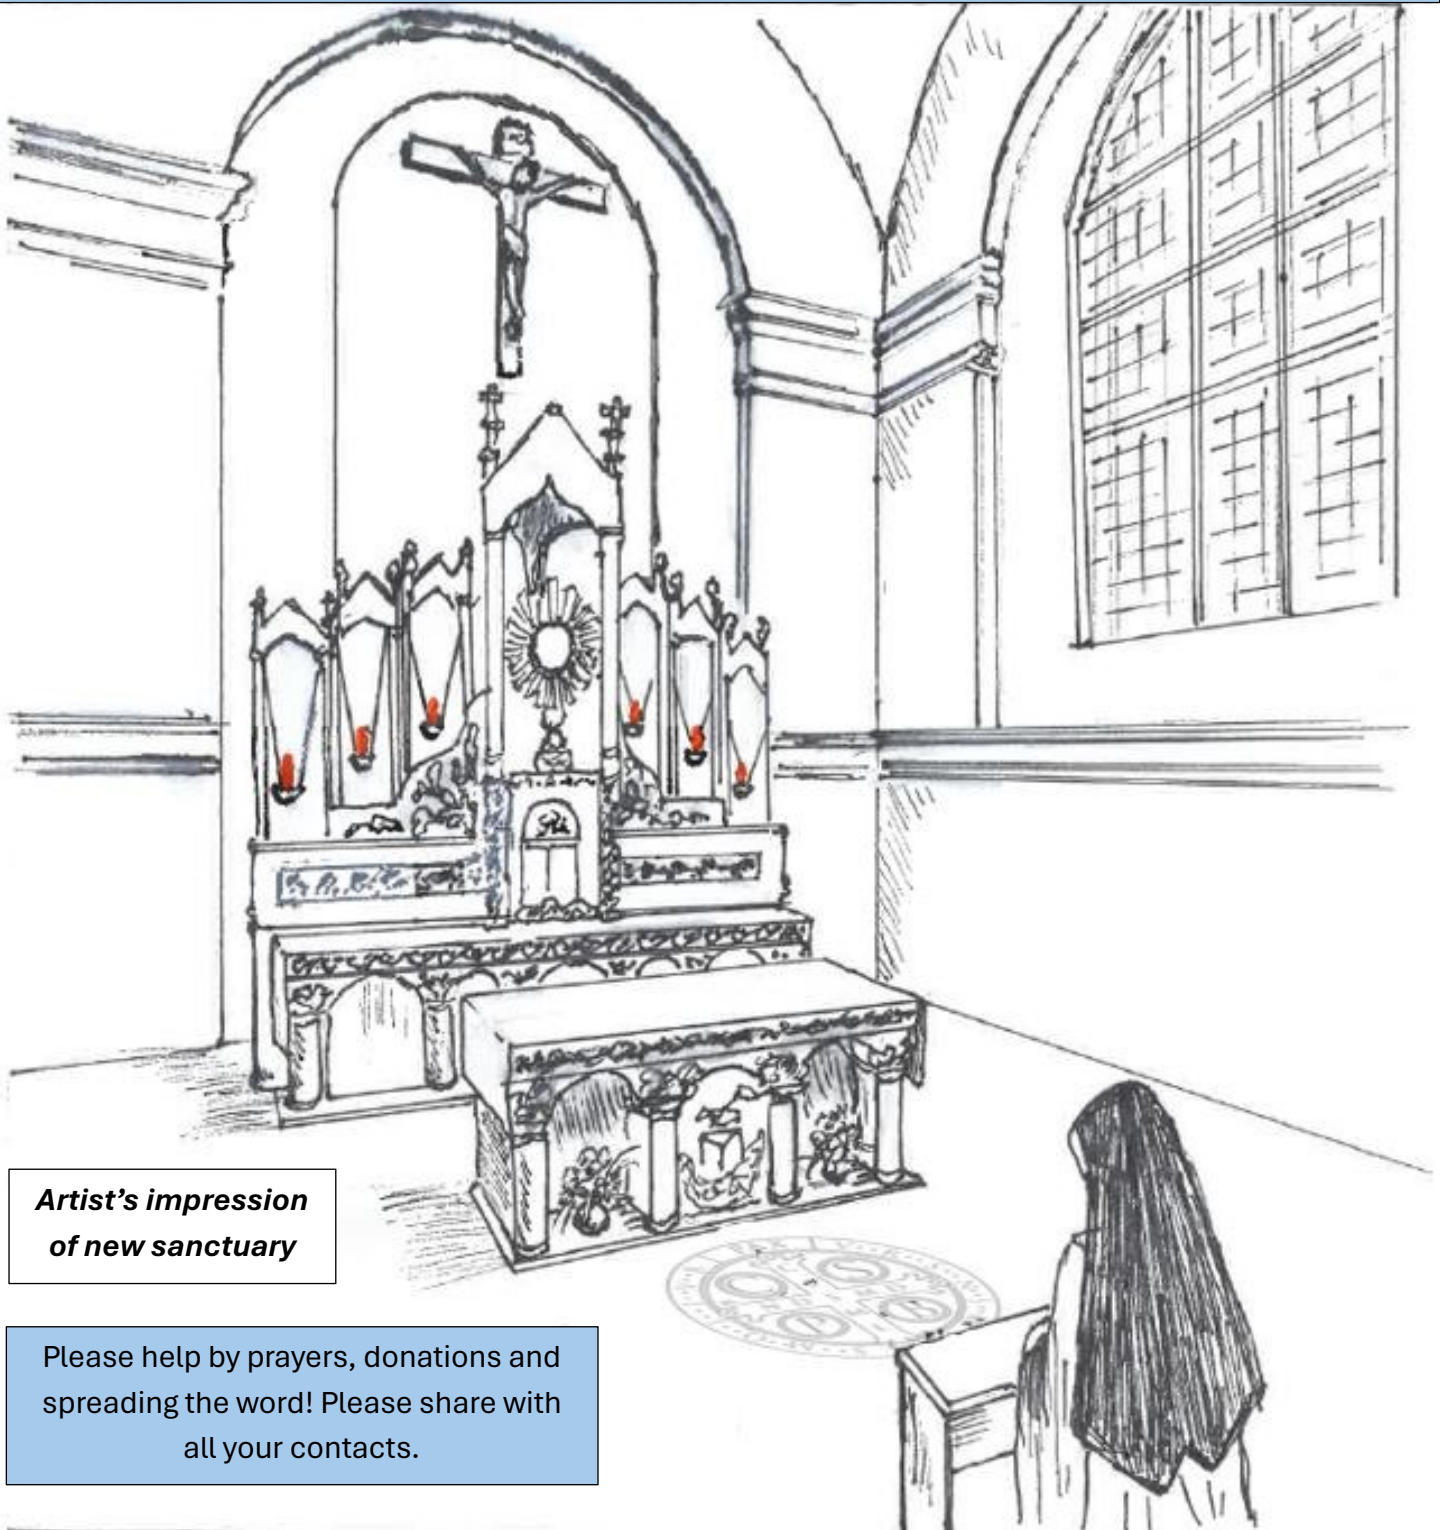 Artist's impression
of new sanctuary
Please help by prayers, donations and
spreading the word! Please share with
all your contacts.